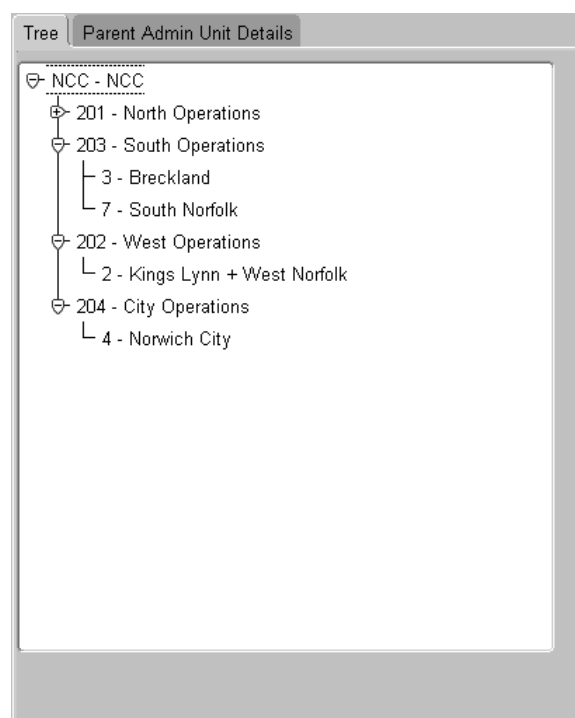 Tree Parent Admin Unit Details
NCC - NCC
201 - North Operations
203 - South Operations
3 - Breckland
7 - South Norfolk
202 - West Operations
2 - Kings Lynn + West Norfolk
204 - City Operations
4 - Norwich City